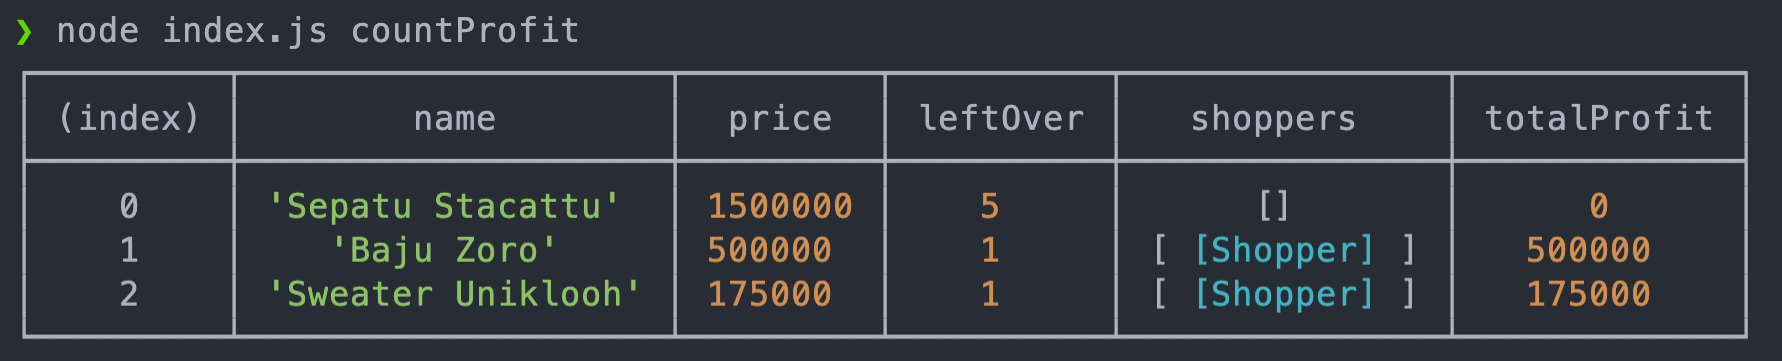 ❯ node index.js countProfit
(index) name price leftOver shoppers totalProfit
0 'Sepatu Stacattu' 1500000 5 [] 0
1 'Baju Zoro' 500000 1 [ [Shopper] ] 500000
2 'Sweater Uniklooh' 175000 1 [ [Shopper] ] 175000